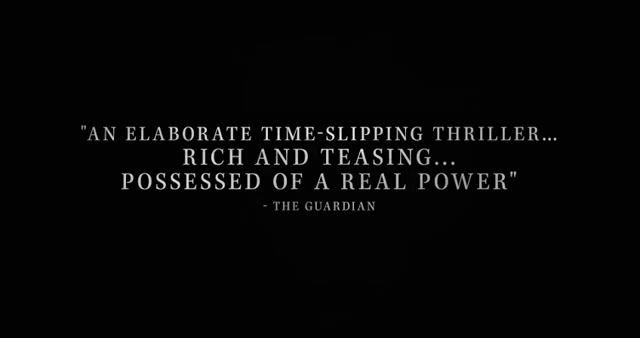 "AN ELABORATE TIME-SLIPPING THRILLER...
RICH AND TEASING...
POSSESSED OF A REAL POWER"
- THE GUARDIAN